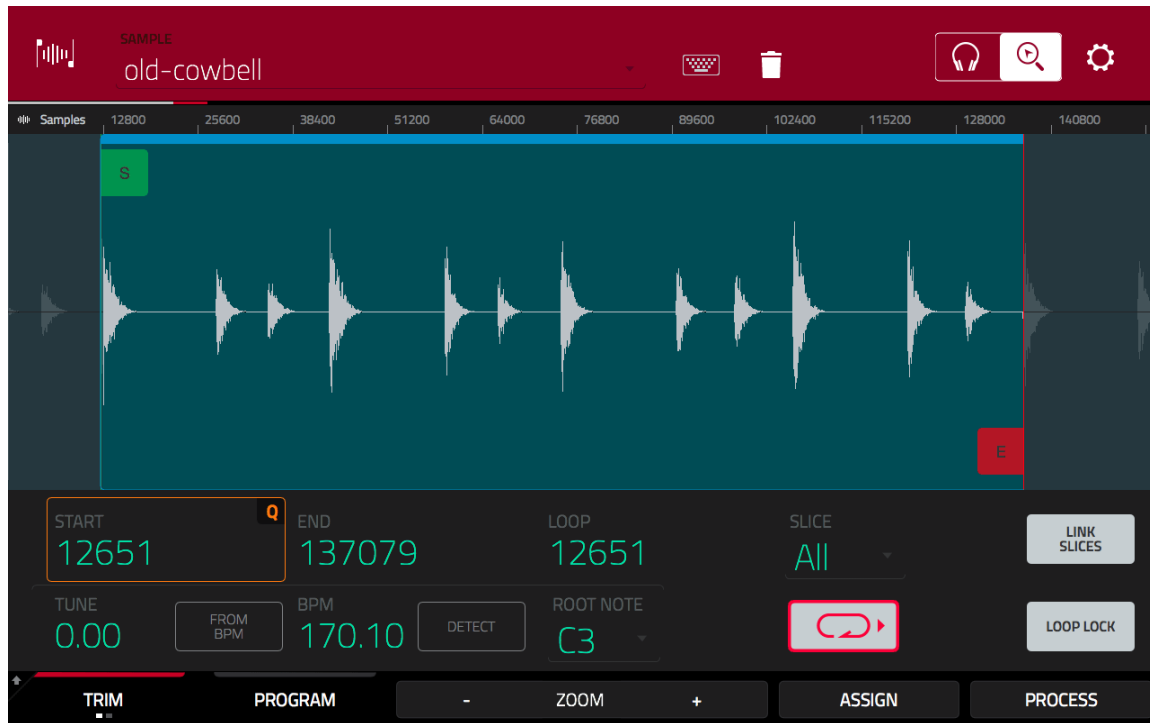 SAMPLE
old-cowbell
Samples 12800 25600 38400 51200 64000 76800 89600 102400 115200 128000 140800
S
E
START Q END LOOP SLICE
12651 137079 12651 All
LINK
SLICES
TUNE BPM ROOT NOTE
0.00 FROM
BPM 170.10 DETECT C3 LOOP LOCK
TRIM PROGRAM - ZOOM + ASSIGN PROCESS